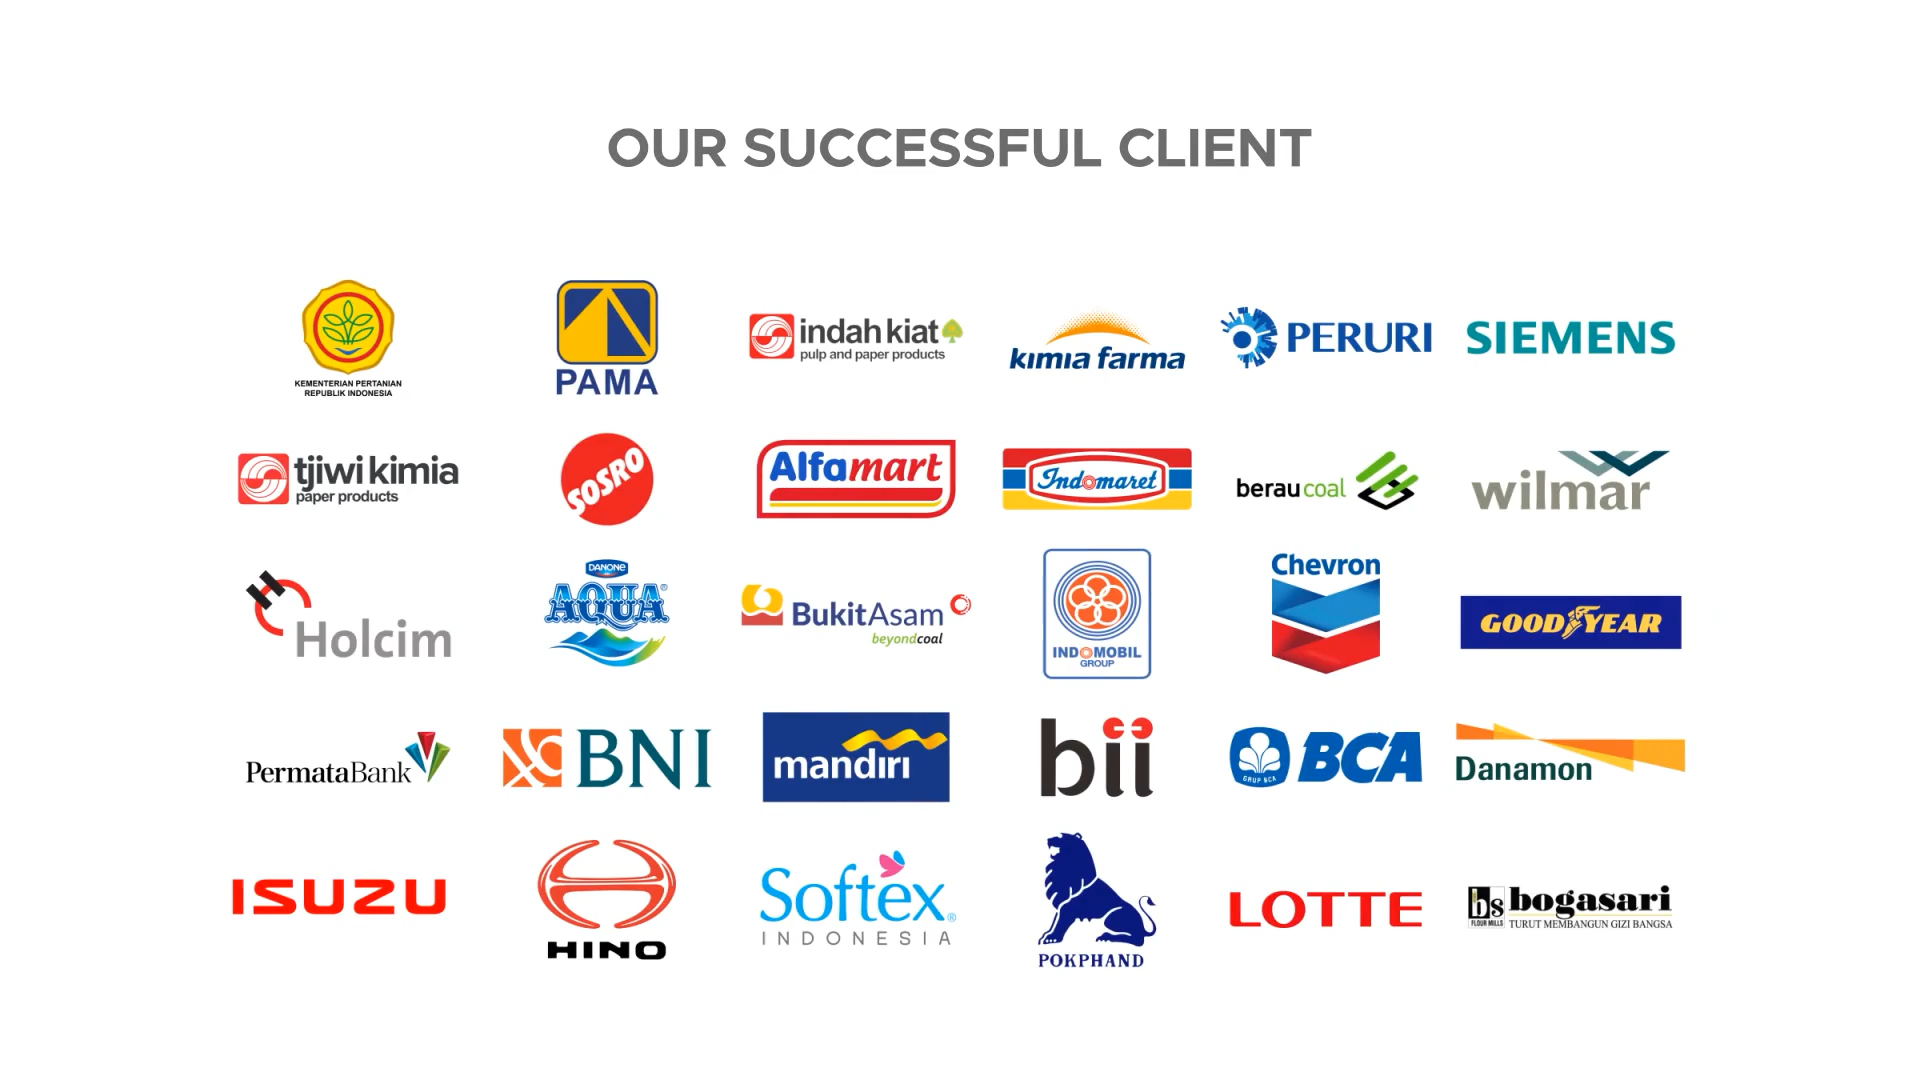 OUR SUCCESSFUL CLIENT
KEMENTERIAN PERTANIAN
REPUBLIK INDONESIA
PAMA
indah kiat
pulp and paper products
kimia farma
PERURI
SIEMENS
tjiwi kimia
paper products
SOSRO
Alfamart
Indomaret
berau coal
wilmar
Holcim
DANONE
AQUA
BukitAsam
beyondcoal
INDOMOBIL
GROUP
Chevron
GOODYEAR
PermataBank
BNI
mandiri
bii
GRUP BCA
BCA
Danamon
ISUZU
HINO
Softex
INDONESIA
POKPHAND
LOTTE
bs
FLOUR MILLS
bogasari
TURUT MEMBANGUN GIZI BANGSA